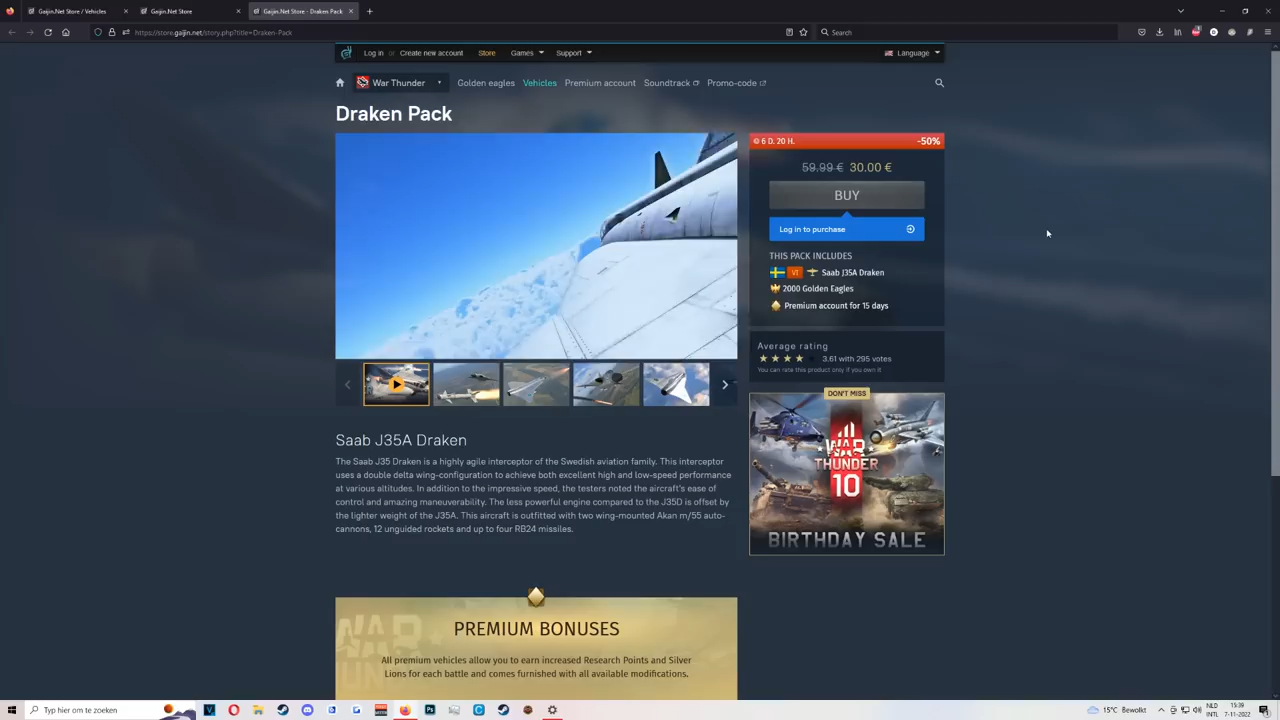 Gaijin.Net Store / Vehicles
Gaijin.Net Store
Gaijin.Net Store - Draken Pack
https://store.gaijin.net/story.php?title=Draken-Pack
Search
Log in or Create new account Store Games Support Language
War Thunder Golden eagles Vehicles Premium account Soundtrack Promo-code
Draken Pack
6 D. 20 H. -50%
59.99 € 30.00 €
BUY
Log in to purchase
THIS PACK INCLUDES
VI Saab J35A Draken
2000 Golden Eagles
Premium account for 15 days
Average rating
3.61 with 295 votes
You can rate this product only if you own it
DON'T MISS
WAR
THUNDER
10
BIRTHDAY SALE
Saab J35A Draken
The Saab J35 Draken is a highly agile interceptor of the Swedish aviation family. This interceptor
uses a double delta wing-configuration to achieve both excellent high and low-speed performance
at various altitudes. In addition to the impressive speed, the testers noted the aircraft's ease of
control and amazing maneuverability. The less powerful engine compared to the J35D is offset by
the lighter weight of the J35A. This aircraft is outfitted with two wing-mounted Akan m/55 auto-
cannons, 12 unguided rockets and up to four RB24 missiles.
PREMIUM BONUSES
All premium vehicles allow you to earn increased Research Points and Silver
Lions for each battle and comes furnished with all available modifications.
Typ hier om te zoeken
15°C Bewolkt
NLD
INTL
15:39
7-11-2022